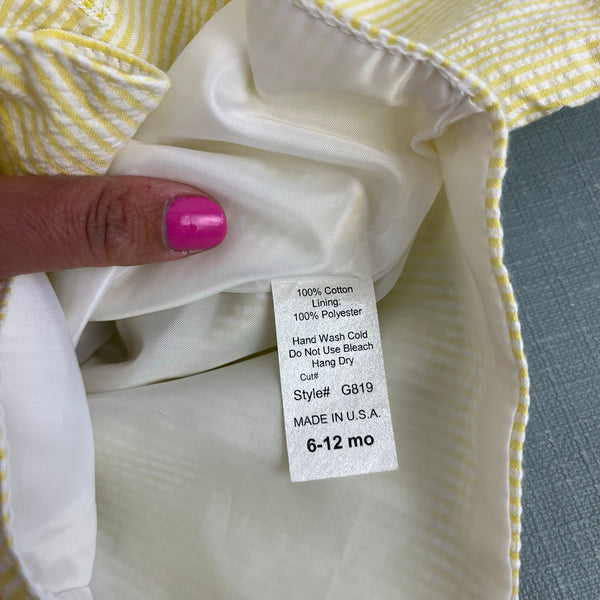 100% Cotton
Lining:
100% Polyester
Hand Wash Cold
Do Not Use Bleach
Hang Dry
Cut#
Style# G819
MADE IN U.S.A.
6-12 mo